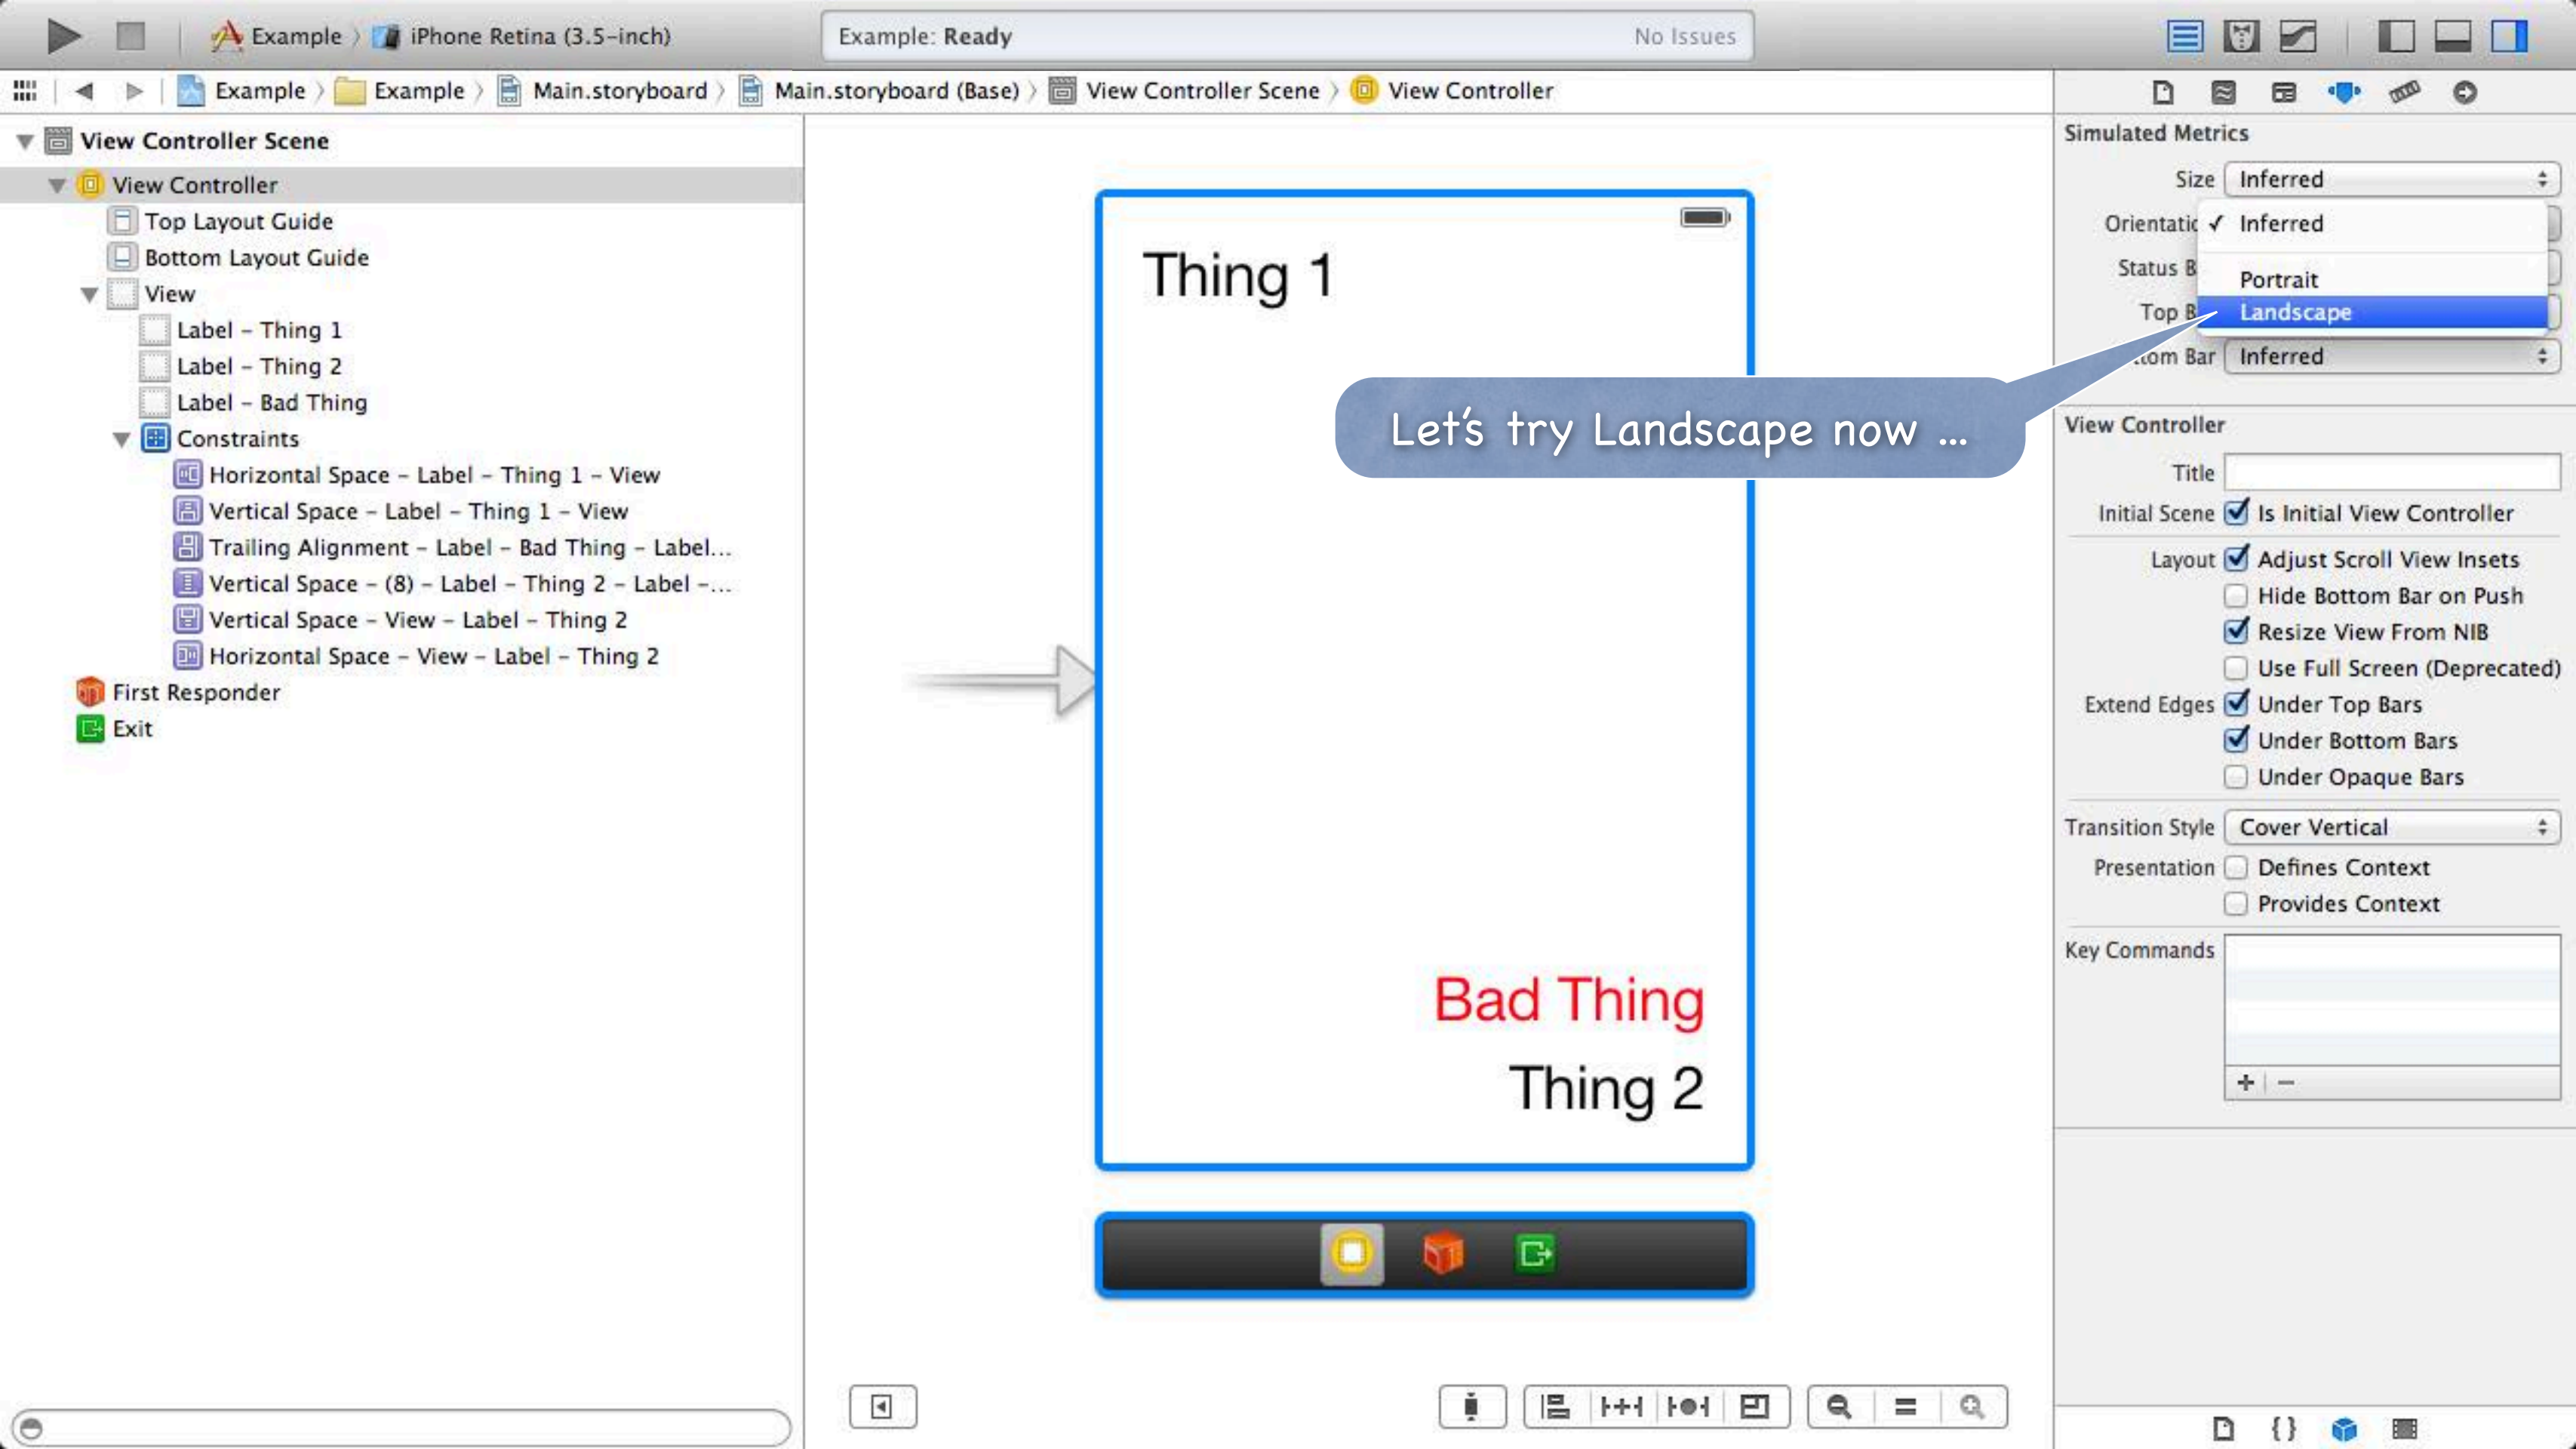 Example iPhone Retina (3.5-inch)
Example: Ready No Issues
Example Example Main.storyboard Main.storyboard (Base) View Controller Scene View Controller
View Controller Scene
View Controller
Top Layout Guide
Bottom Layout Guide
View
Label - Thing 1
Label - Thing 2
Label - Bad Thing
Constraints
Horizontal Space - Label - Thing 1 - View
Vertical Space - Label - Thing 1 - View
Trailing Alignment - Label - Bad Thing - Label...
Vertical Space - (8) - Label - Thing 2 - Label -...
Vertical Space - View - Label - Thing 2
Horizontal Space - View - Label - Thing 2
First Responder
Exit
Thing 1
Let's try Landscape now ...
Bad Thing
Thing 2
Simulated Metrics
Size Inferred
Orientatio ✓ Inferred
Status B
Portrait
Top B Landscape
tom Bar Inferred
View Controller
Title
Initial Scene Is Initial View Controller
Layout Adjust Scroll View Insets
Hide Bottom Bar on Push
Resize View From NIB
Use Full Screen (Deprecated)
Extend Edges Under Top Bars
Under Bottom Bars
Under Opaque Bars
Transition Style Cover Vertical
Presentation Defines Context
Provides Context
Key Commands
+ −
{}